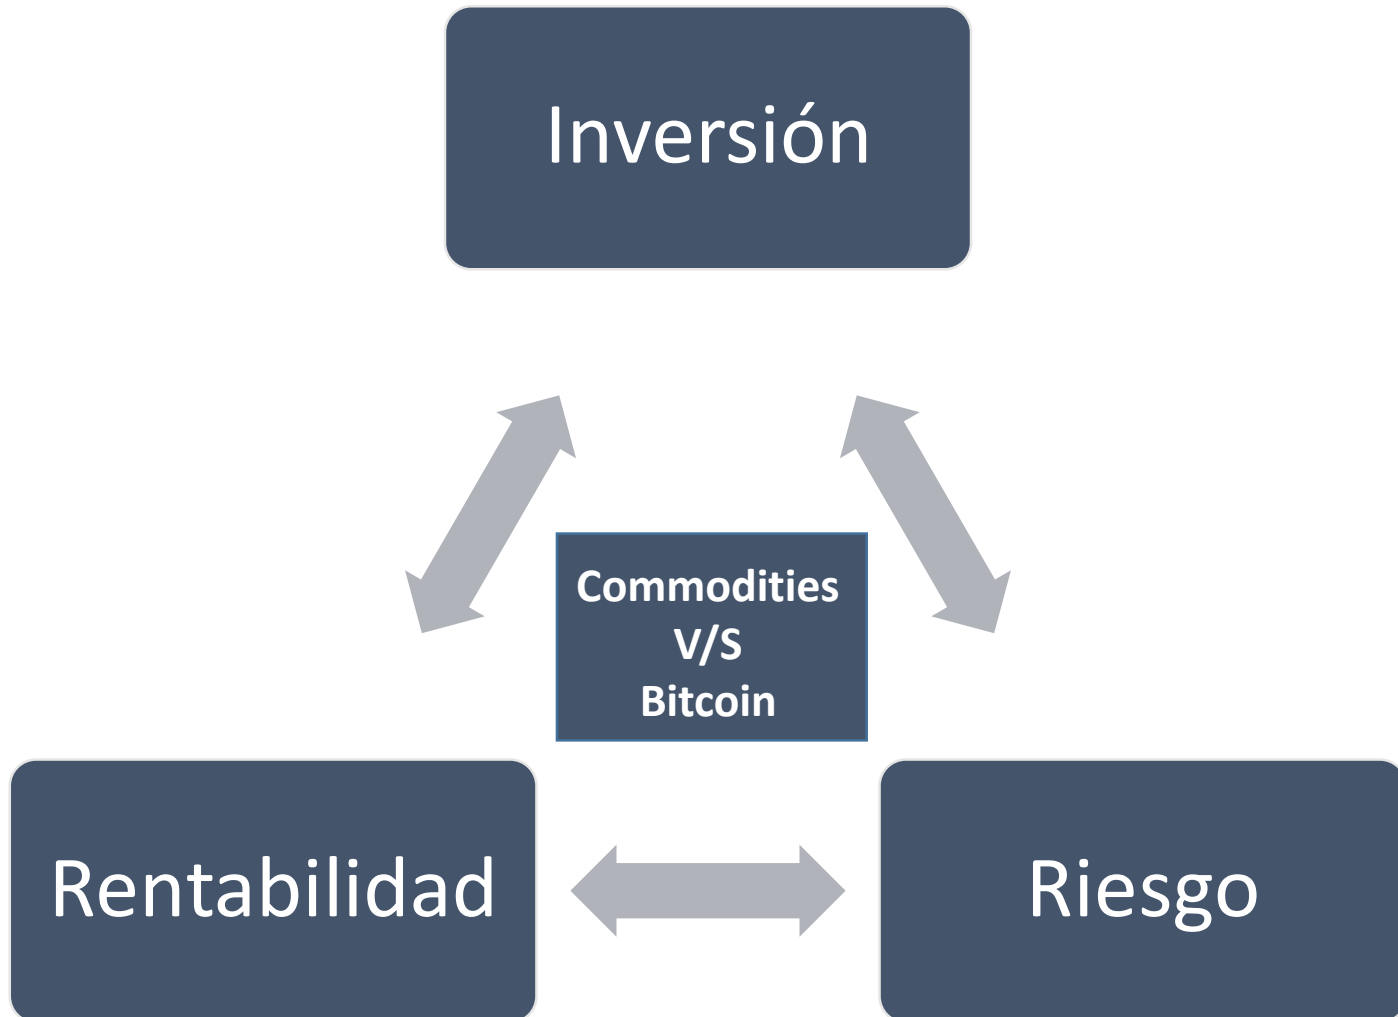 Inversión
Commodities
V/S
Bitcoin
Rentabilidad
Riesgo